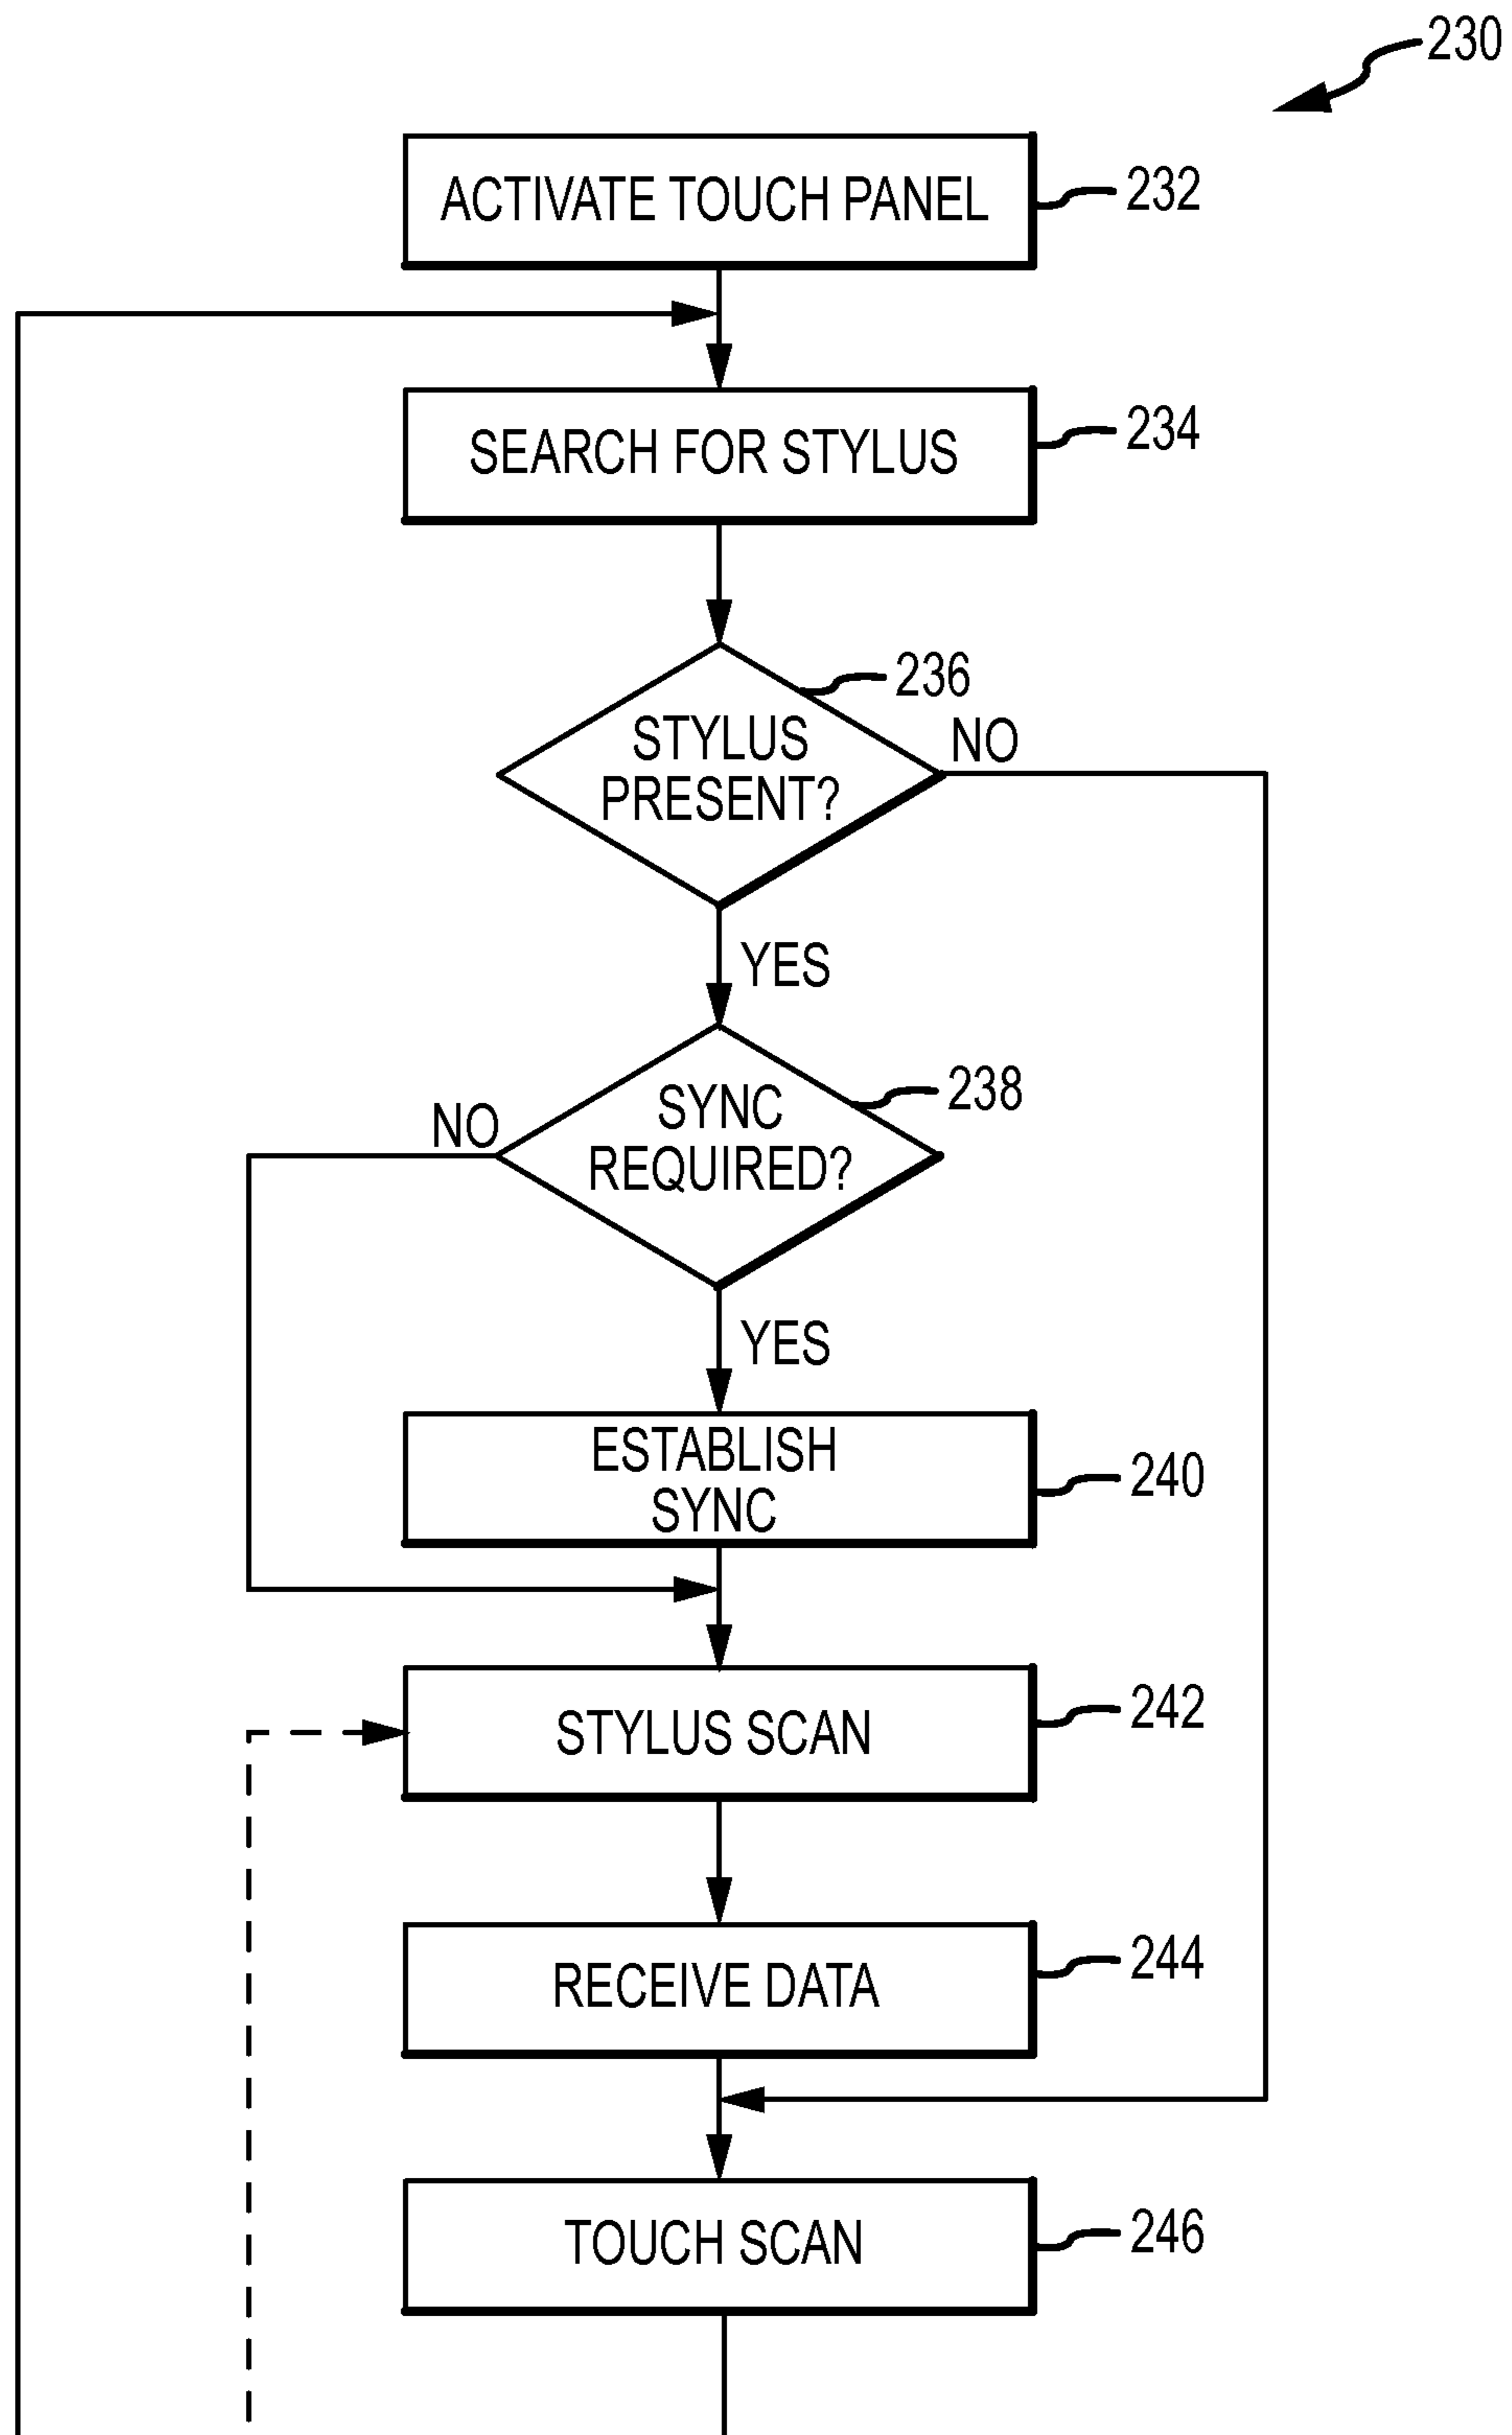 230
ACTIVATE TOUCH PANEL
232
SEARCH FOR STYLUS
234
236
STYLUS
PRESENT?
NO
YES
238
SYNC
REQUIRED?
NO
YES
ESTABLISH
SYNC
240
STYLUS SCAN
242
RECEIVE DATA
244
TOUCH SCAN
246